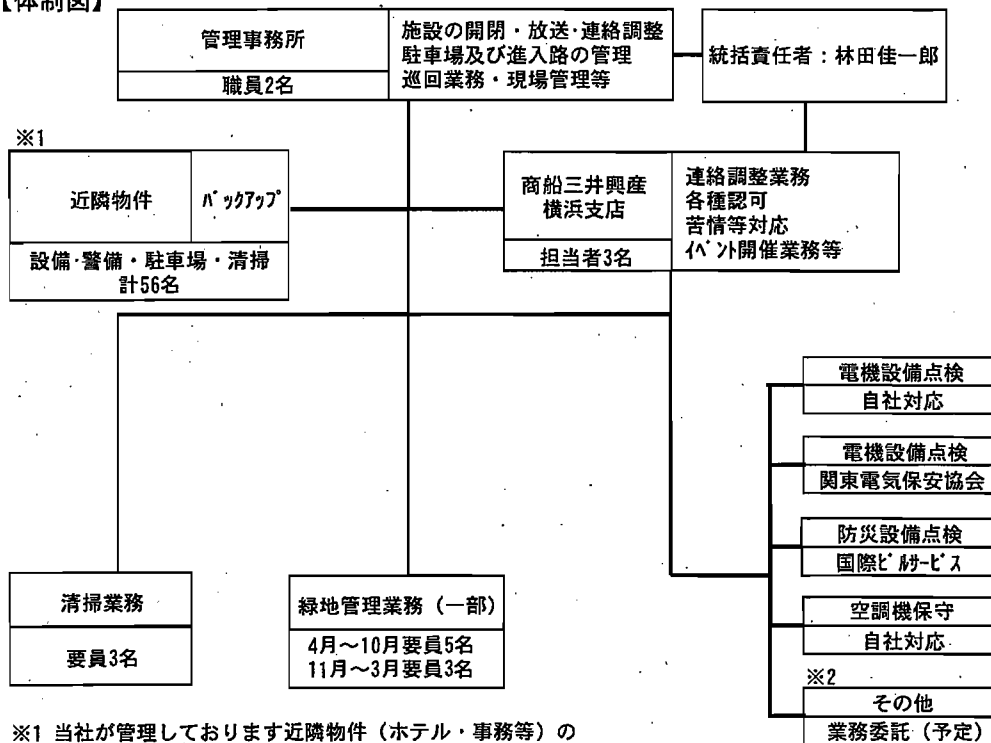 【体制図】
管理事務所
職員2名
施設の開閉・放送・連絡調整
駐車場及び進入路の管理
巡回業務・現場管理等
統括責任者：林田佳一郎
※1
近隣物件
ﾊﾞｯｸｱｯﾌﾟ
設備・警備・駐車場・清掃
計56名
商船三井興産
横浜支店
担当者3名
連絡調整業務
各種認可
苦情等対応
ｲﾍﾞﾝﾄ開催業務等
電機設備点検
自社対応
電機設備点検
関東電気保安協会
防災設備点検
国際ﾋﾞﾙｻｰﾋﾞｽ
空調機保守
自社対応
※2
その他
業務委託（予定）
清掃業務
要員3名
緑地管理業務（一部）
4月～10月要員5名
11月～3月要員3名
※1 当社が管理しております近隣物件（ホテル・事務等）の